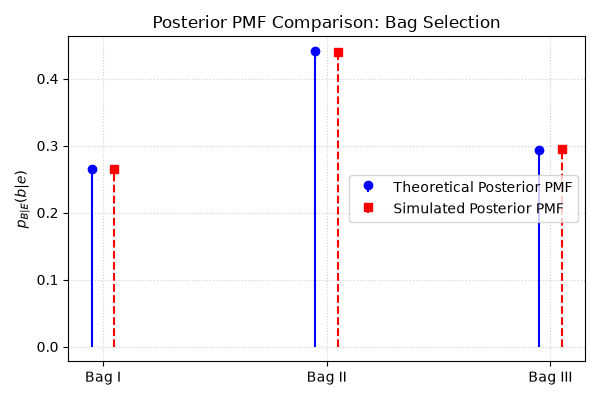 Posterior PMF Comparison: Bag Selection
p_{B|E}(b|e)
0.4
0.3
0.2
0.1
0.0
Theoretical Posterior PMF
Simulated Posterior PMF
Bag I
Bag II
Bag III